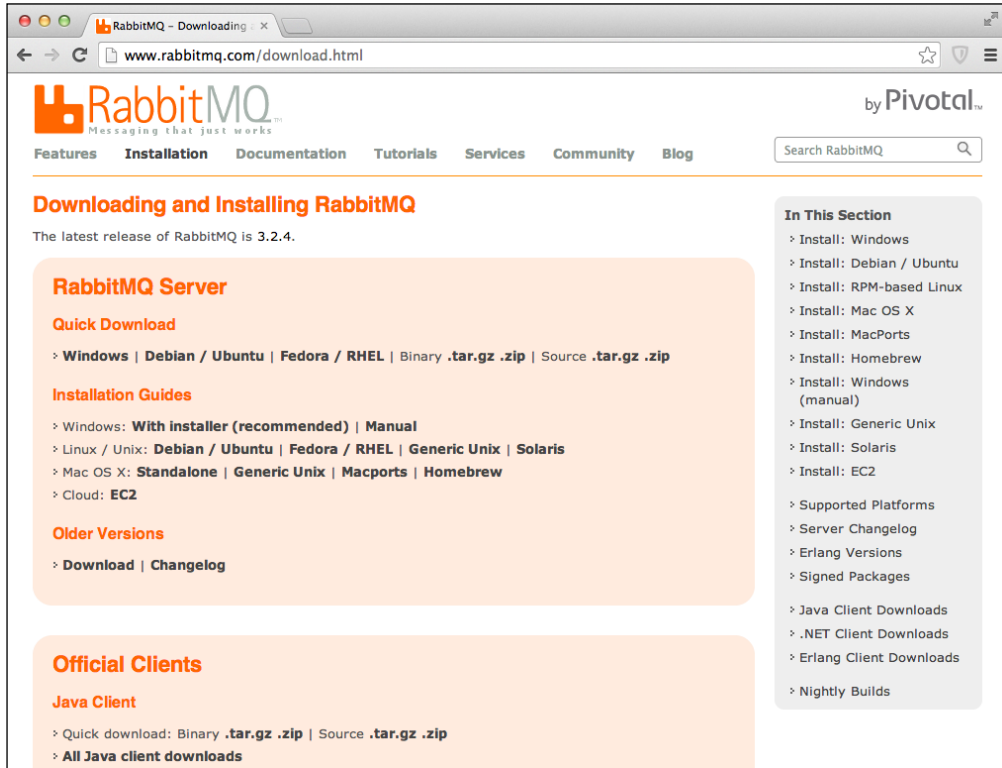 RabbitMQ – Downloading
www.rabbitmq.com/download.html
RabbitMQ™
Messaging that just works
by Pivotal™
Features Installation Documentation Tutorials Services Community Blog
Search RabbitMQ
Downloading and Installing RabbitMQ
The latest release of RabbitMQ is 3.2.4.
RabbitMQ Server
Quick Download
Windows | Debian / Ubuntu | Fedora / RHEL | Binary .tar.gz .zip | Source .tar.gz .zip
Installation Guides
Windows: With installer (recommended) | Manual
Linux / Unix: Debian / Ubuntu | Fedora / RHEL | Generic Unix | Solaris
Mac OS X: Standalone | Generic Unix | Macports | Homebrew
Cloud: EC2
Older Versions
Download | Changelog
Official Clients
Java Client
Quick download: Binary .tar.gz .zip | Source .tar.gz .zip
All Java client downloads
In This Section
Install: Windows
Install: Debian / Ubuntu
Install: RPM-based Linux
Install: Mac OS X
Install: MacPorts
Install: Homebrew
Install: Windows
(manual)
Install: Generic Unix
Install: Solaris
Install: EC2
Supported Platforms
Server Changelog
Erlang Versions
Signed Packages
Java Client Downloads
.NET Client Downloads
Erlang Client Downloads
Nightly Builds